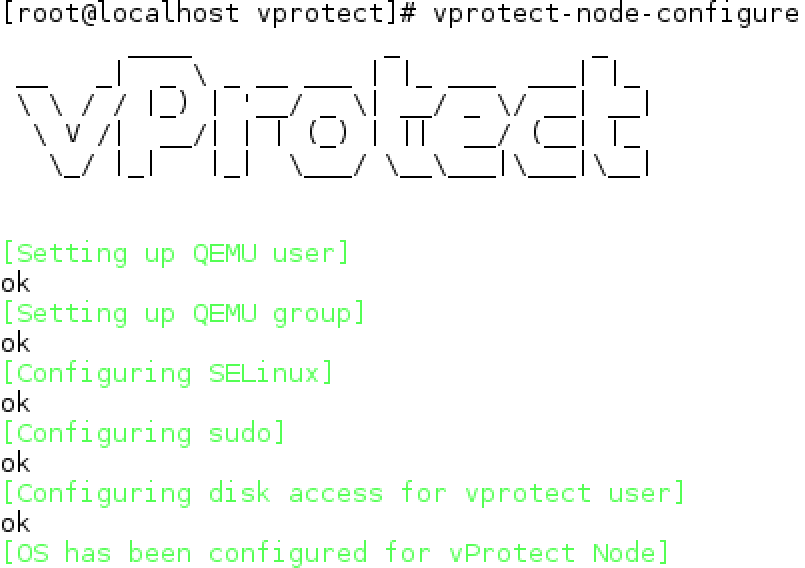 [root@localhost vprotect]# vprotect-node-configure
vProtect
[Setting up QEMU user]
ok
[Setting up QEMU group]
ok
[Configuring SELinux]
ok
[Configuring sudo]
ok
[Configuring disk access for vprotect user]
ok
[OS has been configured for vProtect Node]